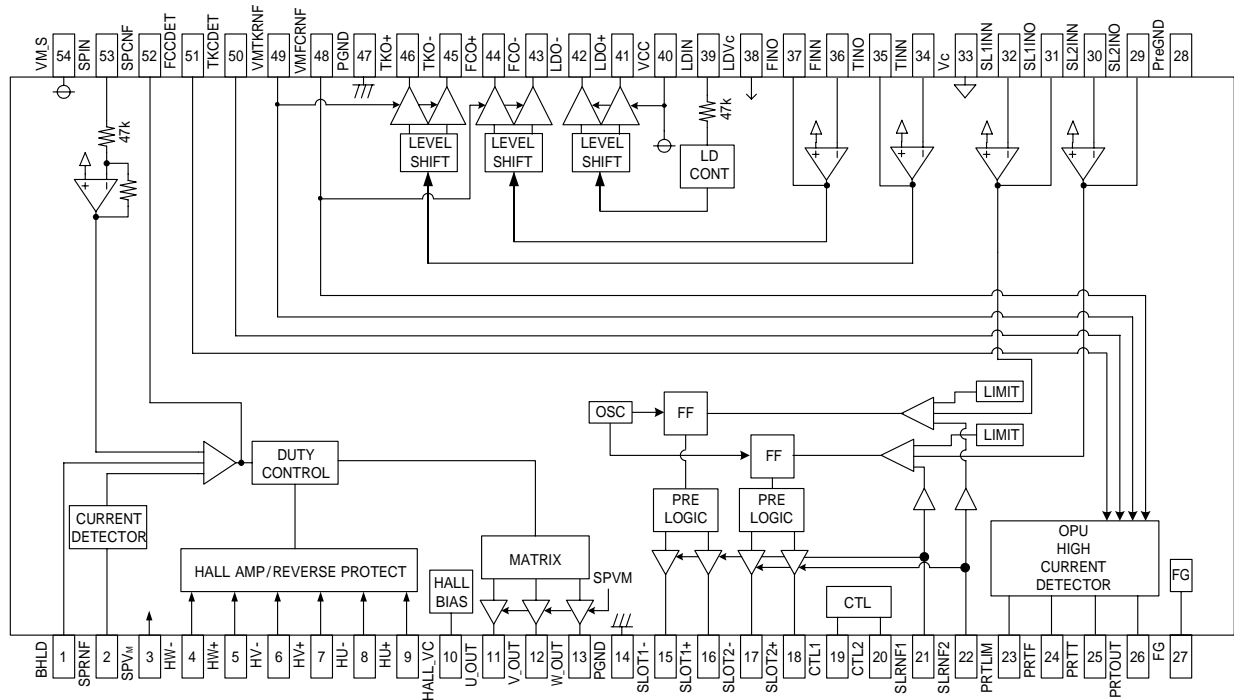 VM_S
SPIN
SPCNF
FCCDET
TKCDET
VMTKRNF
VMFCRNF
PGND
TKO+
TKO-
FCO+
FCO-
LDO-
LDO+
VCC
LDIN
LDVc
FINO
FINN
TINO
TINN
Vc
SL1INN
SL1INO
SL2INN
SL2INO
PreGND
54
53
52
51
50
49
48
47
46
45
44
43
42
41
40
39
38
37
36
35
34
33
32
31
30
29
28
47k
47k
LEVEL
SHIFT
LEVEL
SHIFT
LEVEL
SHIFT
LD
CONT
+ -
+ -
+ -
+ -
+ -
LIMIT
OSC
FF
LIMIT
FF
DUTY
CONTROL
PRE
LOGIC
PRE
LOGIC
CURRENT
DETECTOR
OPU
HIGH
CURRENT
DETECTOR
HALL AMP/REVERSE PROTECT
MATRIX
HALL
BIAS
SPVM
CTL
FG
BHLD
1
SPRNF
2
SPVM
3
HW-
4
HW+
5
HV-
6
HV+
7
HU-
8
HU+
9
HALL_VC
10
U_OUT
11
V_OUT
12
W_OUT
13
PGND
14
SLOT1-
15
SLOT1+
16
SLOT2-
17
SLOT2+
18
CTL1
19
CTL2
20
SLRNF1
21
SLRNF2
22
PRTLIM
23
PRTF
24
PRTT
25
PRTOUT
26
FG
27